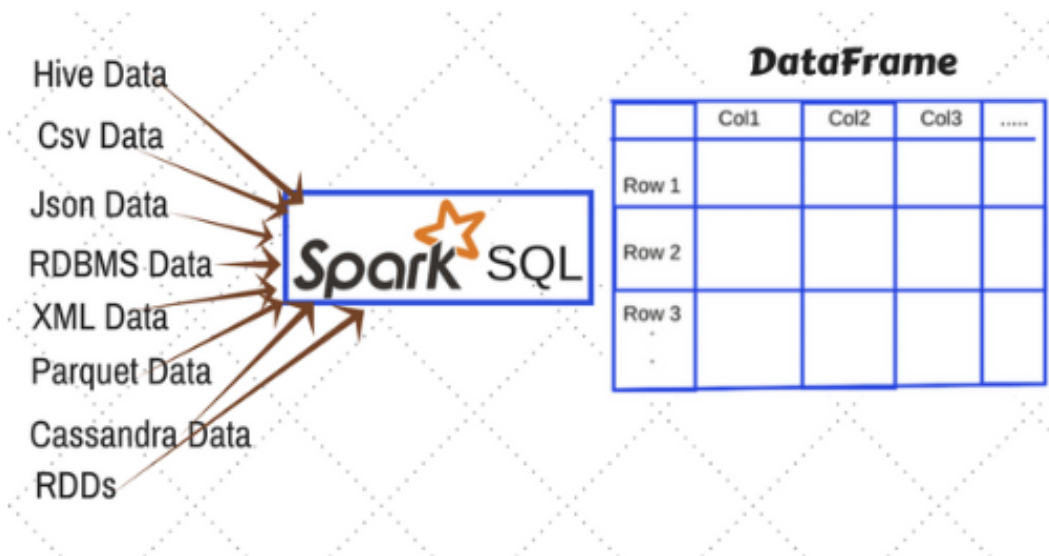 Hive Data
Csv Data
Json Data
RDBMS Data
XML Data
Parquet Data
Cassandra Data
RDDs
Spark SQL
DataFrame
Col1 Col2 Col3 .....
Row 1
Row 2
Row 3
.
.